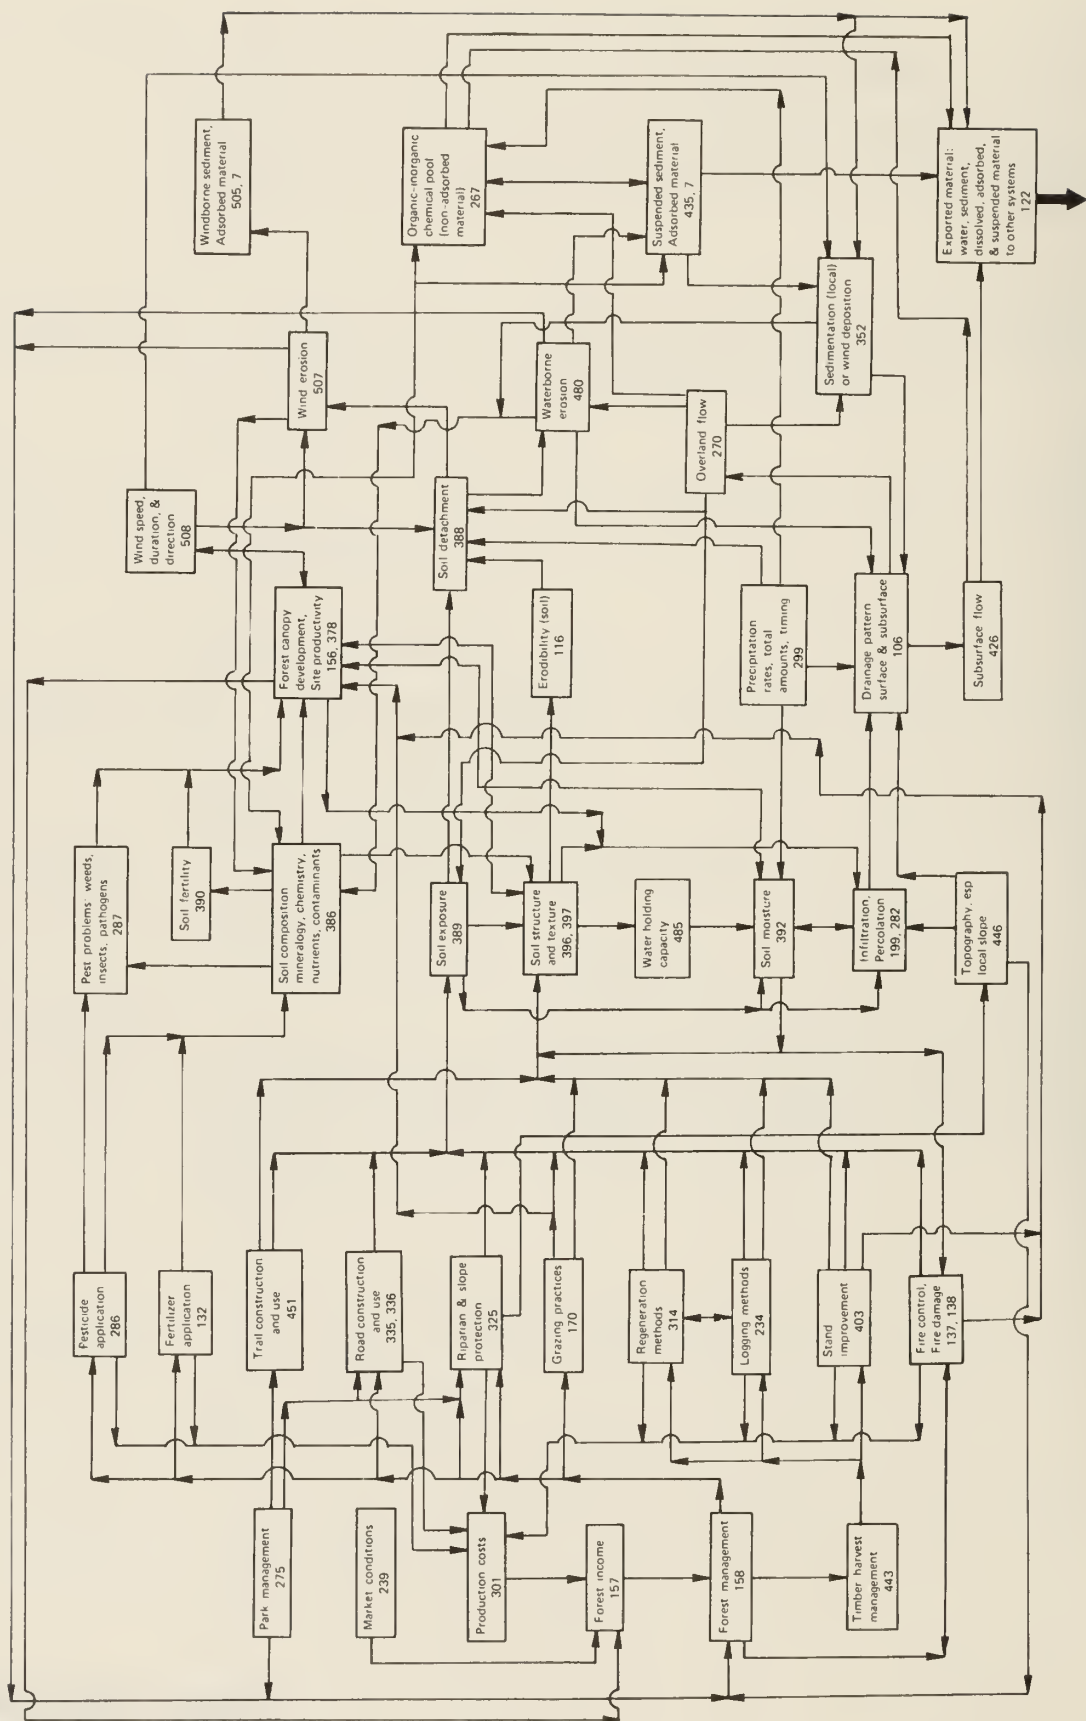 Park management
275
Market conditions
239
Production costs
301
Forest income
157
Forest management
158
Timber harvest
management
443
Pesticide
application
286
Fertilizer
application
132
Trail construction
and use
451
Road construction
and use
335, 336
Riparian & slope
protection
325
Grazing practices
170
Regeneration
methods
314
Logging methods
234
Stand
improvement
403
Fire control,
Fire damage
137, 138
Pest problems: weeds,
insects, pathogens
287
Soil fertility
390
Soil composition
mineralogy, chemistry,
nutrients, contaminants
386
Soil exposure
389
Soil structure
and texture
396, 397
Water holding
capacity
485
Soil moisture
392
Infiltration,
Percolation
199, 282
Topography, esp
local slope
446
Wind speed,
duration, &
direction
508
Forest canopy
development,
Site productivity
156, 378
Soil detachment
388
Erodibility (soil)
116
Precipitation
rates, total
amounts, timing
299
Drainage pattern
surface & subsurface
106
Subsurface flow
426
Wind erosion
507
Waterborne
erosion
480
Overland flow
270
Windborne sediment,
Adsorbed material
505, 7
Organic-inorganic
chemical pool
(non-adsorbed
material)
267
Suspended sediment,
Adsorbed material
435, 7
Sedimentation (local)
or wind deposition
352
Exported material:
water, sediment,
dissolved, adsorbed,
& suspended material
to other systems
122